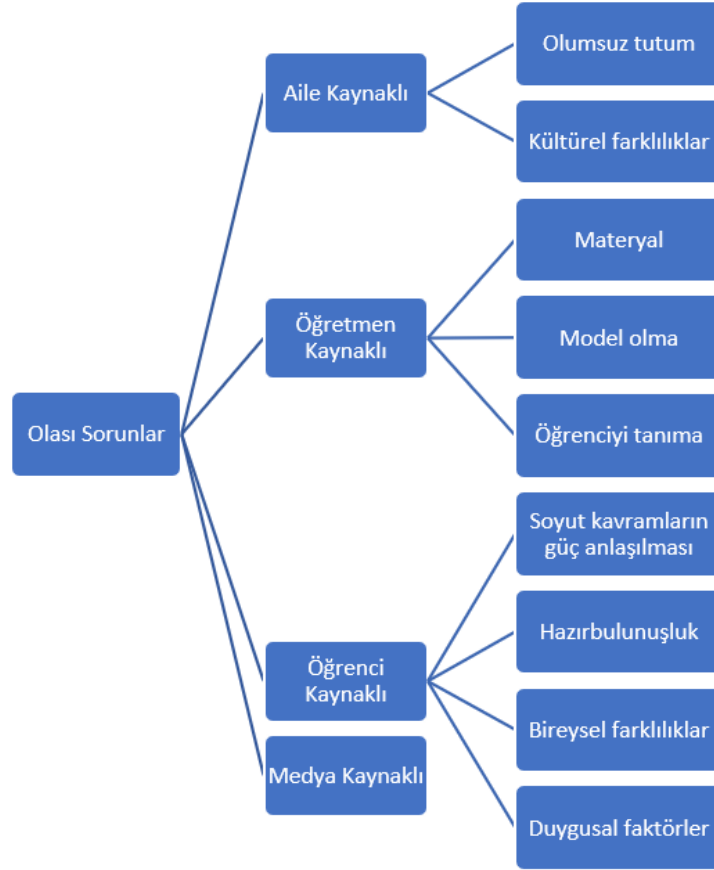 Olası Sorunlar
Aile Kaynaklı
Olumsuz tutum
Kültürel farklılıklar
Öğretmen
Kaynaklı
Materyal
Model olma
Öğrenciyi tanıma
Öğrenci
Kaynaklı
Soyut kavramların
güç anlaşılması
Hazırbulunuşluk
Bireysel farklılıklar
Duygusal faktörler
Medya Kaynaklı